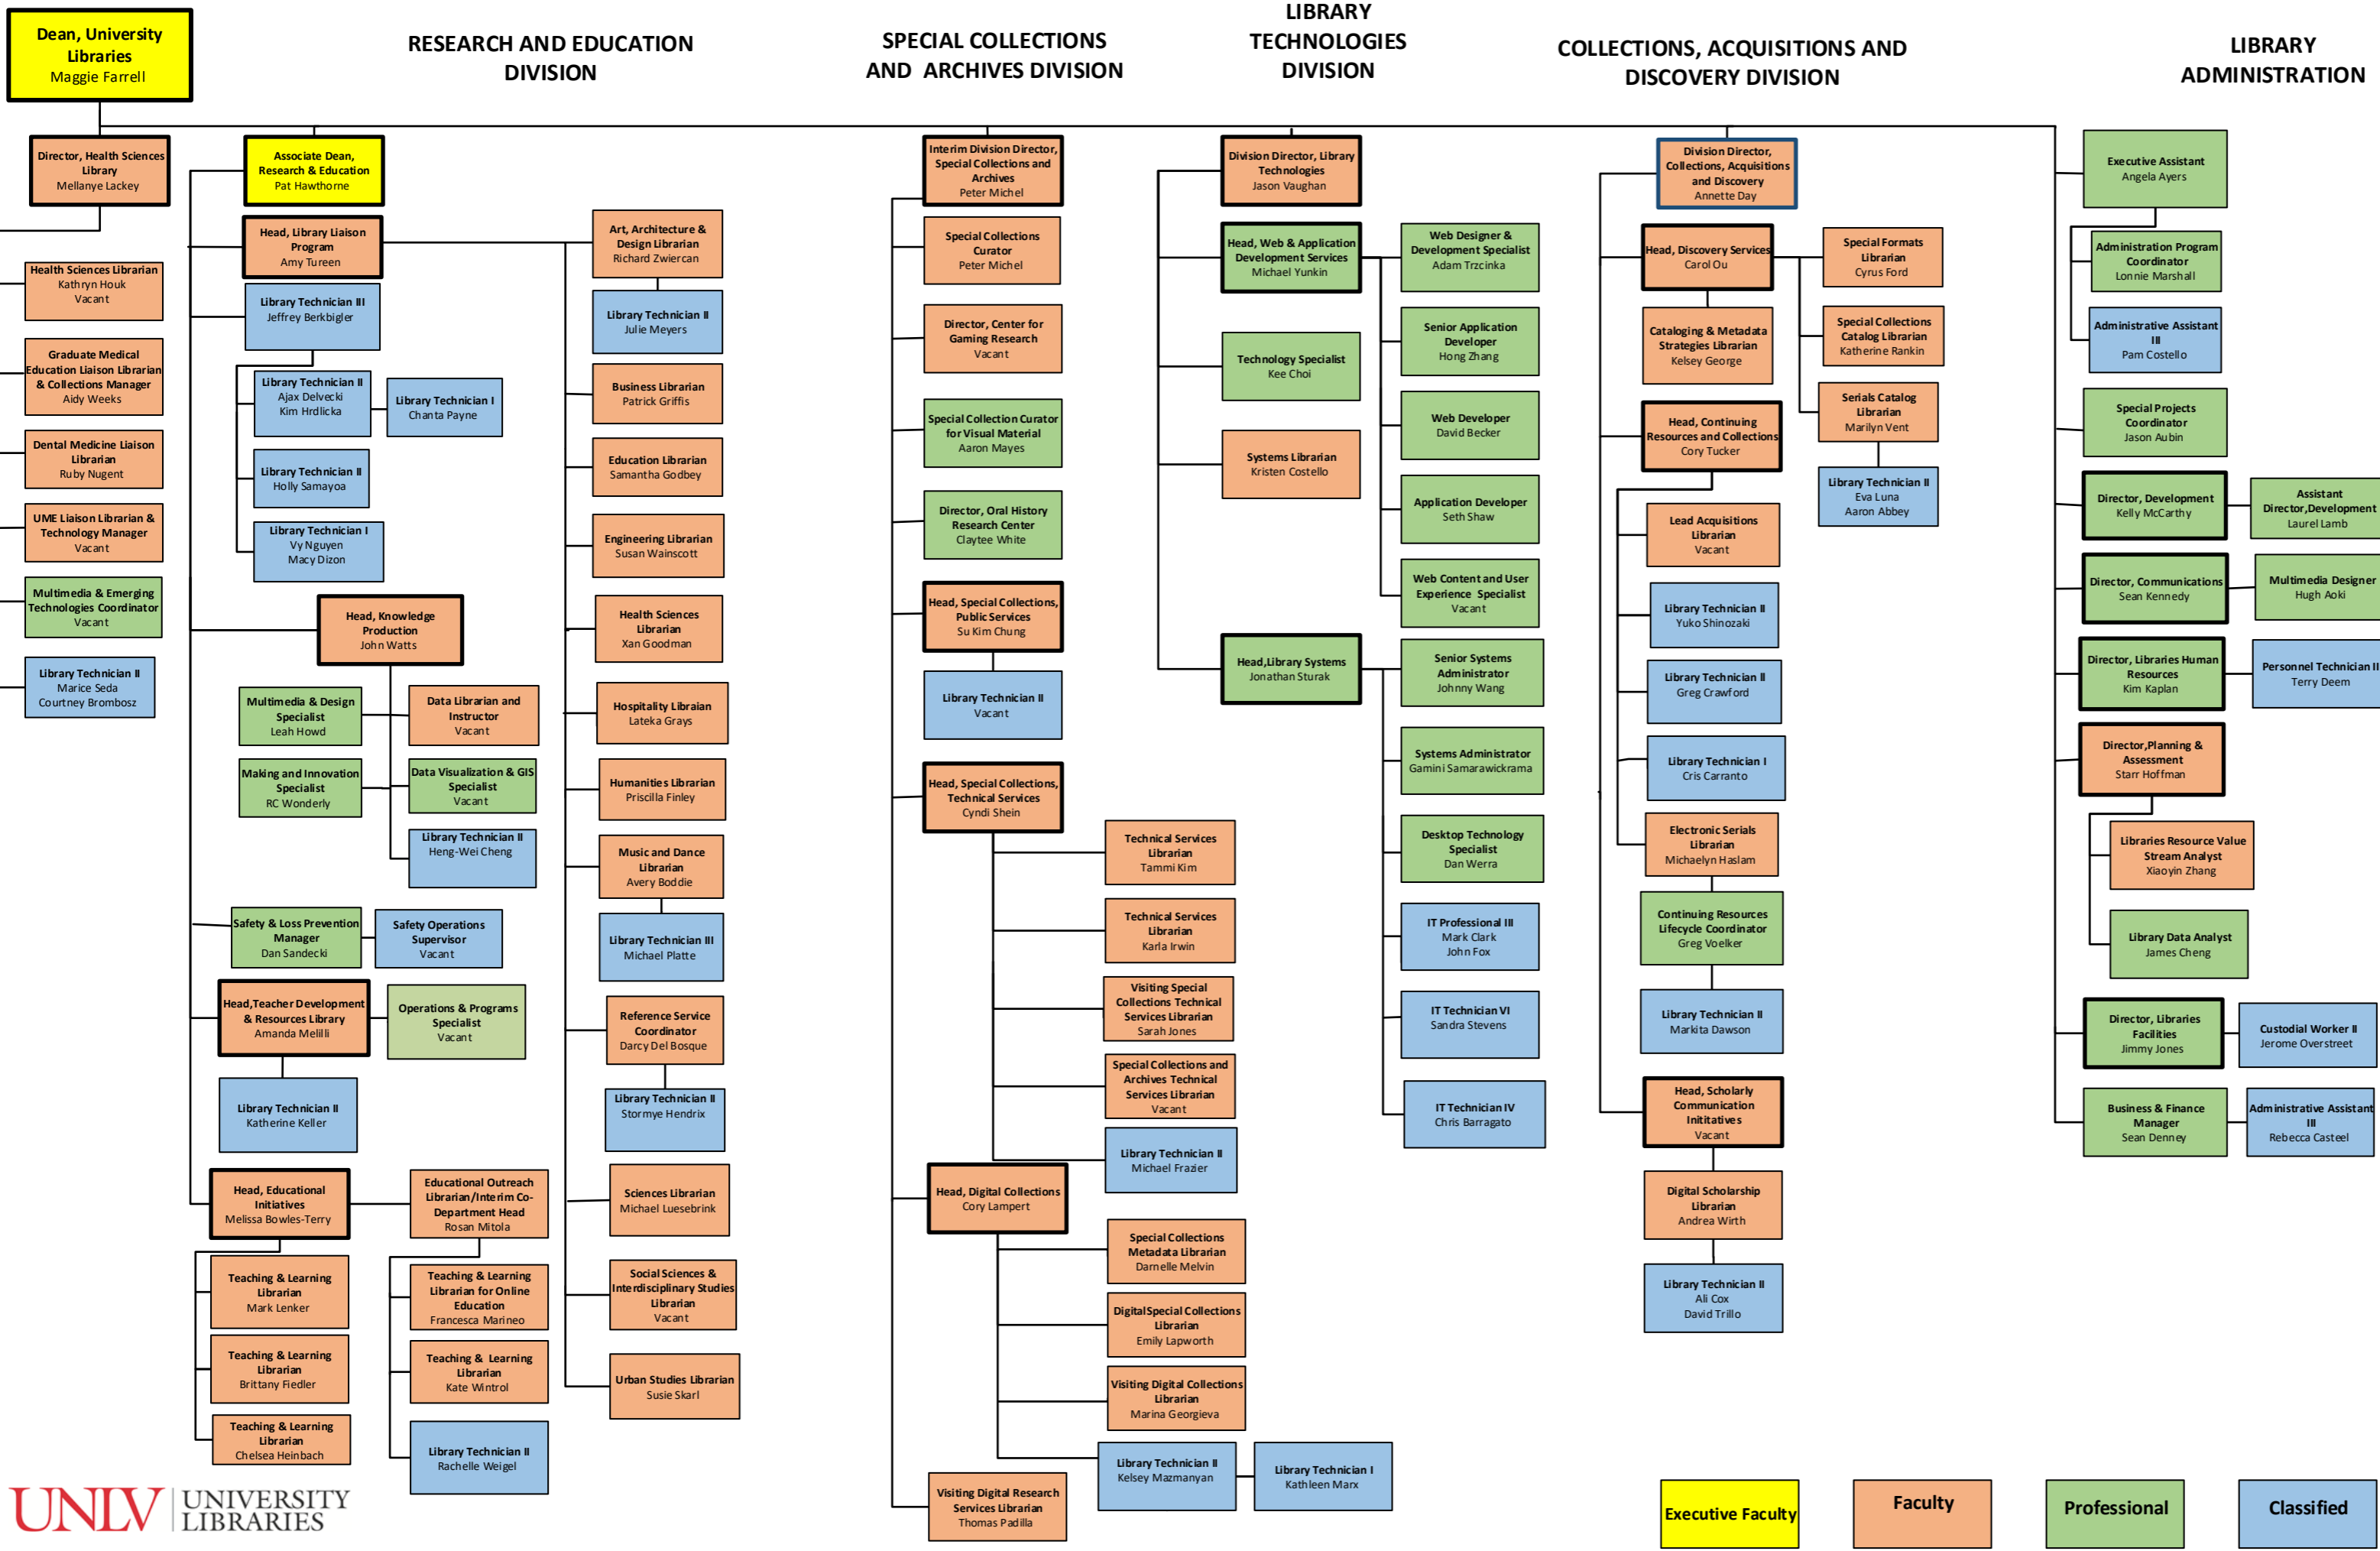 Dean, University
Libraries
Maggie Farrell
RESEARCH AND EDUCATION
DIVISION
SPECIAL COLLECTIONS
AND ARCHIVES DIVISION
LIBRARY
TECHNOLOGIES
DIVISION
COLLECTIONS, ACQUISITIONS AND
DISCOVERY DIVISION
LIBRARY
ADMINISTRATION
Director, Health Sciences
Library
Mellanye Lackey
Health Sciences Librarian
Kathryn Houk
Vacant
Graduate Medical
Education Liaison Librarian
& Collections Manager
Aidy Weeks
Dental Medicine Liaison
Librarian
Ruby Nugent
UME Liaison Librarian &
Technology Manager
Vacant
Multimedia & Emerging
Technologies Coordinator
Vacant
Library Technician II
Marice Seda
Courtney Brombosz
Associate Dean,
Research & Education
Pat Hawthorne
Head, Library Liaison
Program
Amy Tureen
Library Technician III
Jeffrey Berkbigler
Library Technician II
Ajax Delvecki
Kim Hrdlicka
Library Technician I
Chanta Payne
Library Technician II
Holly Samayoa
Library Technician I
Vy Nguyen
Macy Dizon
Head, Knowledge
Production
John Watts
Multimedia & Design
Specialist
Leah Howd
Data Librarian and
Instructor
Vacant
Making and Innovation
Specialist
RC Wonderly
Data Visualization & GIS
Specialist
Vacant
Library Technician II
Heng-Wei Cheng
Safety & Loss Prevention
Manager
Dan Sandecki
Safety Operations
Supervisor
Vacant
Head,Teacher Development
& Resources Library
Amanda Melilli
Operations & Programs
Specialist
Vacant
Library Technician II
Katherine Keller
Head, Educational
Initiatives
Melissa Bowles-Terry
Educational Outreach
Librarian/Interim Co-
Department Head
Rosan Mitola
Teaching & Learning
Librarian
Mark Lenker
Teaching & Learning
Librarian
Brittany Fiedler
Teaching & Learning
Librarian
Chelsea Heinbach
Teaching & Learning
Librarian for Online
Education
Francesca Marineo
Teaching & Learning
Librarian
Kate Wintrol
Library Technician II
Rachelle Weigel
Art, Architecture &
Design Librarian
Richard Zwiercan
Library Technician II
Julie Meyers
Business Librarian
Patrick Griffis
Education Librarian
Samantha Godbey
Engineering Librarian
Susan Wainscott
Health Sciences
Librarian
Xan Goodman
Hospitality Libraian
Lateka Grays
Humanities Librarian
Priscilla Finley
Music and Dance
Librarian
Avery Boddie
Library Technician III
Michael Platte
Reference Service
Coordinator
Darcy Del Bosque
Library Technician II
Stormye Hendrix
Sciences Librarian
Michael Luesebrink
Social Sciences &
Interdisciplinary Studies
Librarian
Vacant
Urban Studies Librarian
Susie Skarl
Interim Division Director,
Special Collections and
Archives
Peter Michel
Special Collections
Curator
Peter Michel
Director, Center for
Gaming Research
Vacant
Special Collection Curator
for Visual Material
Aaron Mayes
Director, Oral History
Research Center
Claytee White
Head, Special Collections,
Public Services
Su Kim Chung
Library Technician II
Vacant
Head, Special Collections,
Technical Services
Cyndi Shein
Technical Services
Librarian
Tammi Kim
Technical Services
Librarian
Karla Irwin
Visiting Special
Collections Technical
Services Librarian
Sarah Jones
Special Collections and
Archives Technical
Services Librarian
Vacant
Library Technician II
Michael Frazier
Head, Digital Collections
Cory Lampert
Special Collections
Metadata Librarian
Darnelle Melvin
DigitalSpecial Collections
Librarian
Emily Lapworth
Visiting Digital Collections
Librarian
Marina Georgieva
Library Technician II
Kelsey Mazmanyan
Library Technician I
Kathleen Marx
Visiting Digital Research
Services Librarian
Thomas Padilla
Division Director, Library
Technologies
Jason Vaughan
Head, Web & Application
Development Services
Michael Yunkin
Technology Specialist
Kee Choi
Systems Librarian
Kristen Costello
Head,Library Systems
Jonathan Sturak
Web Designer &
Development Specialist
Adam Trzcinka
Senior Application
Developer
Hong Zhang
Web Developer
David Becker
Application Developer
Seth Shaw
Web Content and User
Experience Specialist
Vacant
Senior Systems
Administrator
Johnny Wang
Systems Administrator
Gamini Samarawickrama
Desktop Technology
Specialist
Dan Werra
IT Professional III
Mark Clark
John Fox
IT Technician VI
Sandra Stevens
IT Technician IV
Chris Barragato
Division Director,
Collections, Acquisitions
and Discovery
Annette Day
Head, Discovery Services
Carol Ou
Cataloging & Metadata
Strategies Librarian
Kelsey George
Special Formats
Librarian
Cyrus Ford
Special Collections
Catalog Librarian
Katherine Rankin
Serials Catalog
Librarian
Marilyn Vent
Library Technician II
Eva Luna
Aaron Abbey
Head, Continuing
Resources and Collections
Cory Tucker
Lead Acquisitions
Librarian
Vacant
Library Technician II
Yuko Shinozaki
Library Technician II
Greg Crawford
Library Technician I
Cris Carranto
Electronic Serials
Librarian
Michaelyn Haslam
Continuing Resources
Lifecycle Coordinator
Greg Voelker
Library Technician II
Markita Dawson
Head, Scholarly
Communication
Inititatives
Vacant
Digital Scholarship
Librarian
Andrea Wirth
Library Technician II
Ali Cox
David Trillo
Executive Assistant
Angela Ayers
Administration Program
Coordinator
Lonnie Marshall
Administrative Assistant
III
Pam Costello
Special Projects
Coordinator
Jason Aubin
Director, Development
Kelly McCarthy
Assistant
Director,Development
Laurel Lamb
Director, Communications
Sean Kennedy
Multimedia Designer
Hugh Aoki
Director, Libraries Human
Resources
Kim Kaplan
Personnel Technician II
Terry Deem
Director,Planning &
Assessment
Starr Hoffman
Libraries Resource Value
Stream Analyst
Xiaoyin Zhang
Library Data Analyst
James Cheng
Director, Libraries
Facilities
Jimmy Jones
Custodial Worker II
Jerome Overstreet
Business & Finance
Manager
Sean Denney
Administrative Assistant
III
Rebecca Casteel
UNLV UNIVERSITY
LIBRARIES
Executive Faculty
Faculty
Professional
Classified